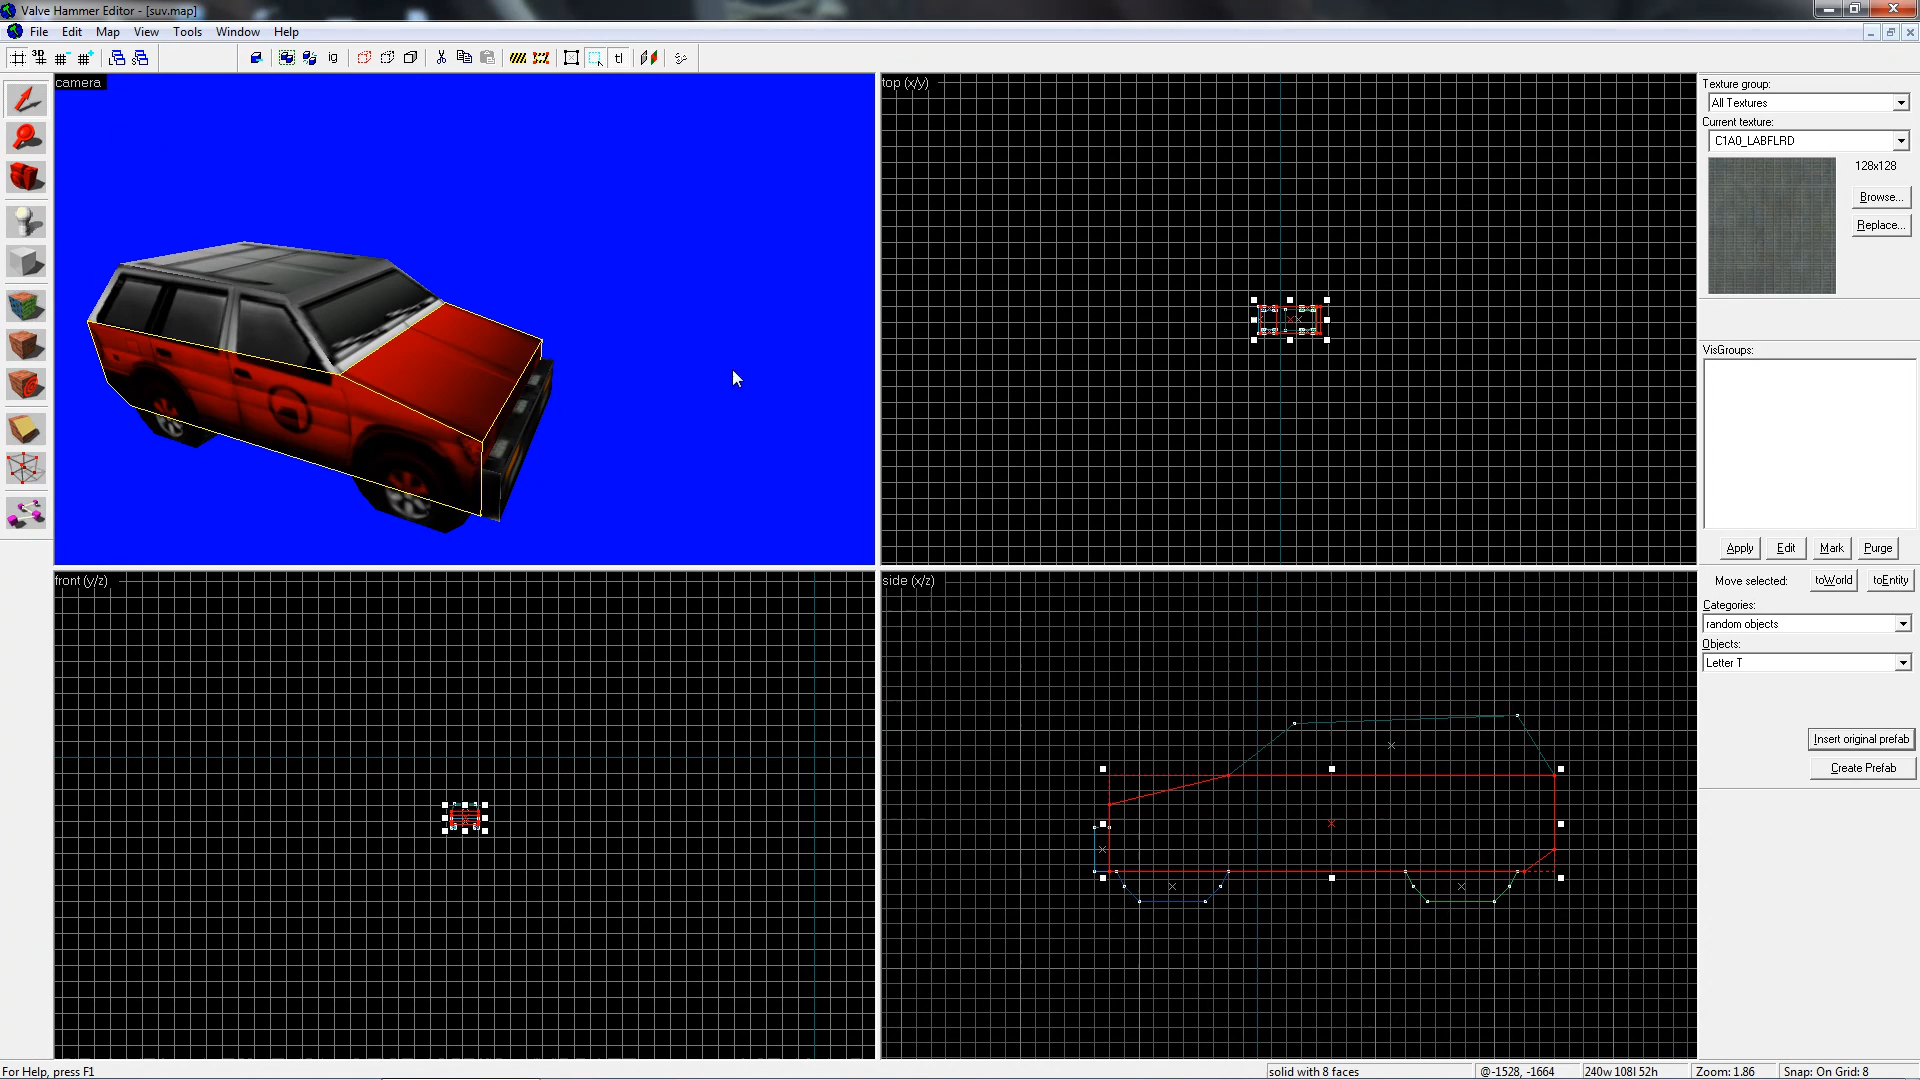 Valve Hammer Editor - [suv.map]
File Edit Map View Tools Window Help
3D ig tl
camera
top (x/y)
front (y/z)
side (x/z)
Texture group:
All Textures
Current texture:
C1A0_LABFLRD
128x128
Browse...
Replace...
VisGroups:
Apply Edit Mark Purge
Move selected: toWorld toEntity
Categories:
random objects
Objects:
Letter T
Insert original prefab
Create Prefab
For Help, press F1
solid with 8 faces
@-1528, -1664
240w 108l 52h
Zoom: 1.86
Snap: On Grid: 8